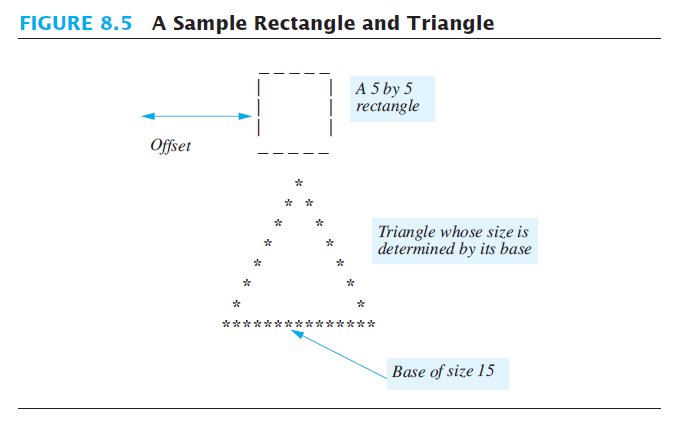 FIGURE 8.5 A Sample Rectangle and Triangle
_ _ _ _ _
| |
| |
| |
_ _ _ _ _
A 5 by 5
rectangle
Offset
*
* *
* *
* *
* *
* *
* *
***************
Triangle whose size is
determined by its base
Base of size 15